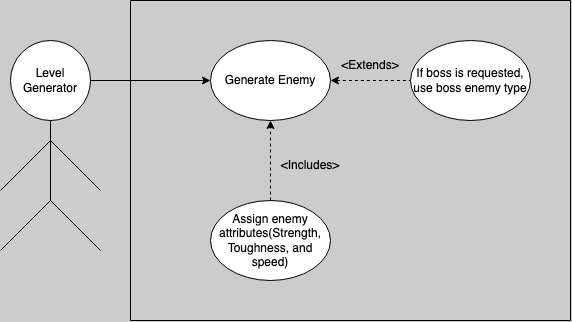 Level
Generator
Generate Enemy
<Extends>
If boss is requested,
use boss enemy type
<Includes>
Assign enemy
attributes(Strength,
Toughness, and
speed)